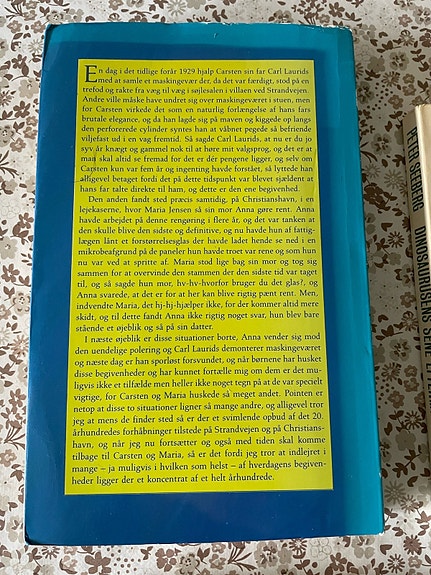 En dag i det tidlige forår 1929 hjalp Carsten sin far Carl Laurids
med at samle et maskingevær, der, da det var færdigt, stod på en
trefod og rakte fra væg til væg i søjlesalen i villaen ved Strandvejen.
Andre ville måske have undret sig over maskingeværet i stuen, men
for Carsten virkede det som en naturlig forlængelse af hans fars
brutale elegance, og da han lagde sig på maven og kiggede op langs
den perforerede cylinder syntes han at våbnet pegede så befriende
viljefast ud i en vag fremtid. Så sagde Carl Laurids, at nu er du jo
syv år knægt og gammel nok til at høre mit valgsprog, og det er at
man skal altid se fremad for det er dér pengene ligger, og selv om
Carsten kun var fem år og ingenting havde forstået, så lyttede han
alligevel betaget fordi det på dette tidspunkt var blevet sjældent at
hans far talte direkte til ham, og dette er den ene begivenhed.
Den anden fandt sted præcis samtidig, på Christianshavn, i en
lejekaserne, hvor Maria Jensen så sin mor Anna gøre rent. Anna
havde arbejdet på denne rengøring i flere år, og det var tanken at
den skulle blive den sidste og definitive, og nu havde hun af fattig-
lægen lånt et forstørrelsesglas der havde ladet hende se ned i en
mikrobeafgrund på de paneler hun havde troet var rene og som hun
nu var ved at spritte af. Maria stod lige bag sin mor og tog sig
sammen for at overvinde den stammen der den sidste tid var taget
til, og så sagde hun mor, hv-hv-hvorfor bruger du det glas?, og
Anna svarede, at det er for at her kan blive rigtig pænt rent. Men,
indvendte Maria, det hj-hj-hjælper ikke, for der kommer altid mere
skidt, og til dette fandt Anna ikke rigtig noget svar, hun blev bare
stående et øjeblik og så på sin datter.
I næste øjeblik er disse situationer borte, Anna vender sig mod
den uendelige polering og Carl Laurids demonterer maskingeværet
og næste dag er han sporløst forsvundet, og når børnene har husket
disse begivenheder og har kunnet fortælle mig om dem er det mu-
ligvis ikke et tilfælde men heller ikke noget tegn på at de var specielt
vigtige, for Carsten og Maria huskede så meget andet. Pointen er
netop at disse to situationer ligner så mange andre, og alligevel tror
jeg at mens de finder sted så er der et svimlende opbud af det 20.
århundredes forhåbninger tilstede på Strandvejen og på Christians-
havn, og når jeg nu fortsætter og også med tiden skal komme
tilbage til Carsten og Maria, så er det fordi jeg tror at indlejret i
mange – ja muligvis i hvilken som helst – af hverdagens begiven-
heder ligger der et koncentrat af et helt århundrede.